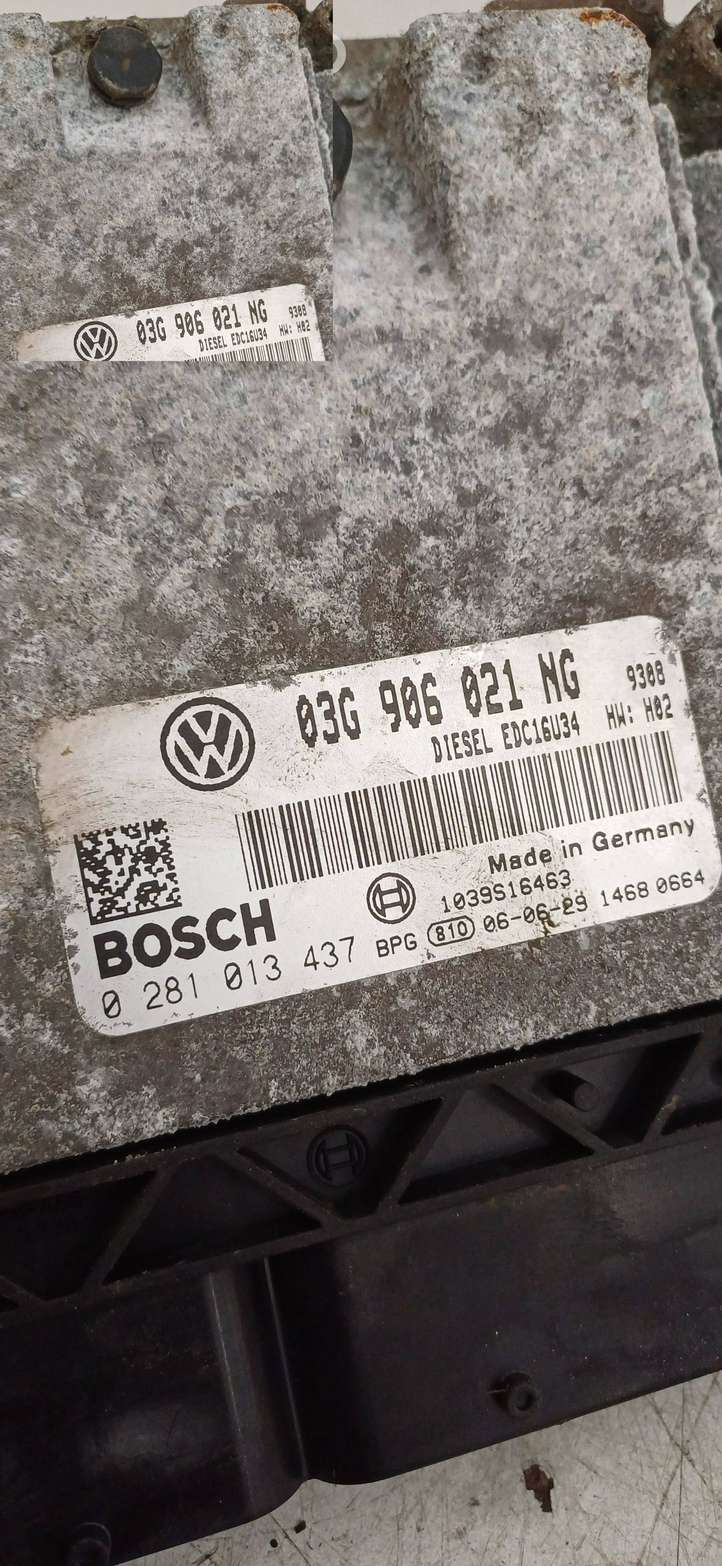 03G 906 021 NG 9308
DIESEL EDC16U34 HW: H02
03G 906 021 NG 9308
DIESEL EDC16U34 HW: H02
Made in Germany
BOSCH 1039S16463
0 281 013 437 BPG 810 06-06-29 1468 0664